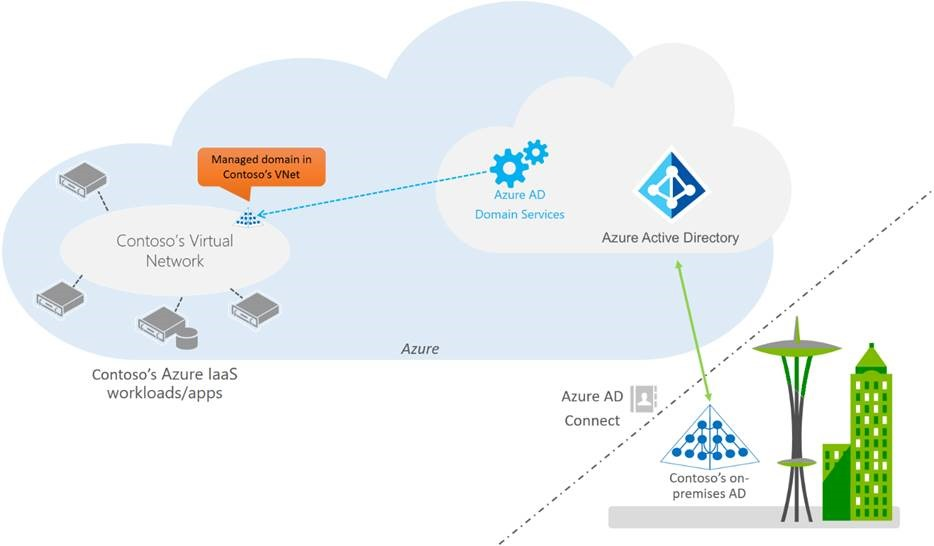 Managed domain in
Contoso's VNet
Azure AD
Domain Services
Azure Active Directory
Contoso's Virtual
Network
Azure
Contoso's Azure IaaS
workloads/apps
Azure AD
Connect
Contoso's on-
premises AD